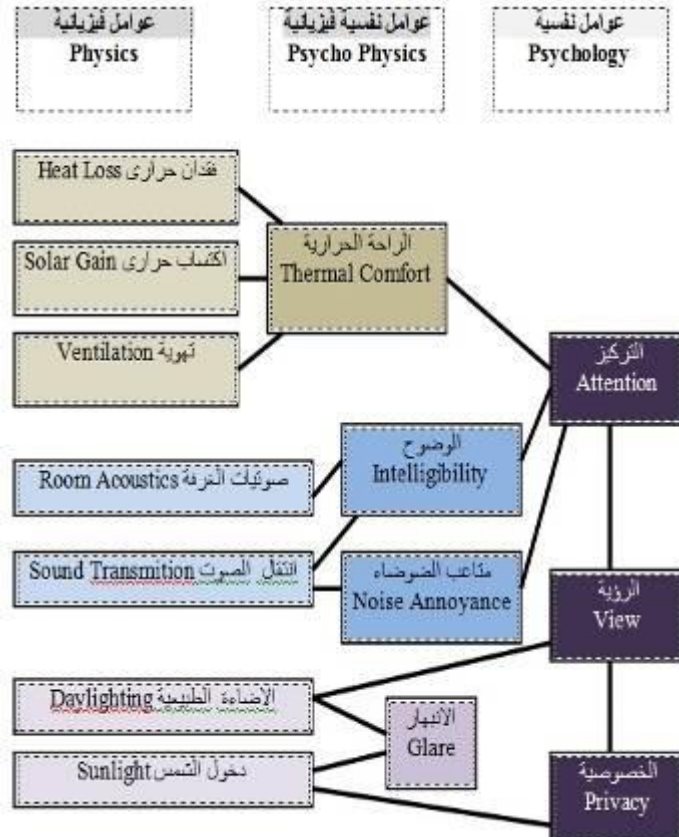 عوامل فيزيائية
Physics
عوامل نفسية فيزيائية
Psycho Physics
عوامل نفسية
Psychology
Heat Loss فقدان حرارى
Solar Gain اكتساب حرارى
Ventilation تهوية
الراحة الحرارية
Thermal Comfort
التركيز
Attention
Room Acoustics صوتيات الغرفة
الوضوح
Intelligibility
Sound Transmition انتقال الصوت
متاعب الضوضاء
Noise Annoyance
الرؤية
View
Daylighting الاضاءة الطبيعية
الانبهار
Glare
Sunlight دخول الشمس
الخصوصية
Privacy